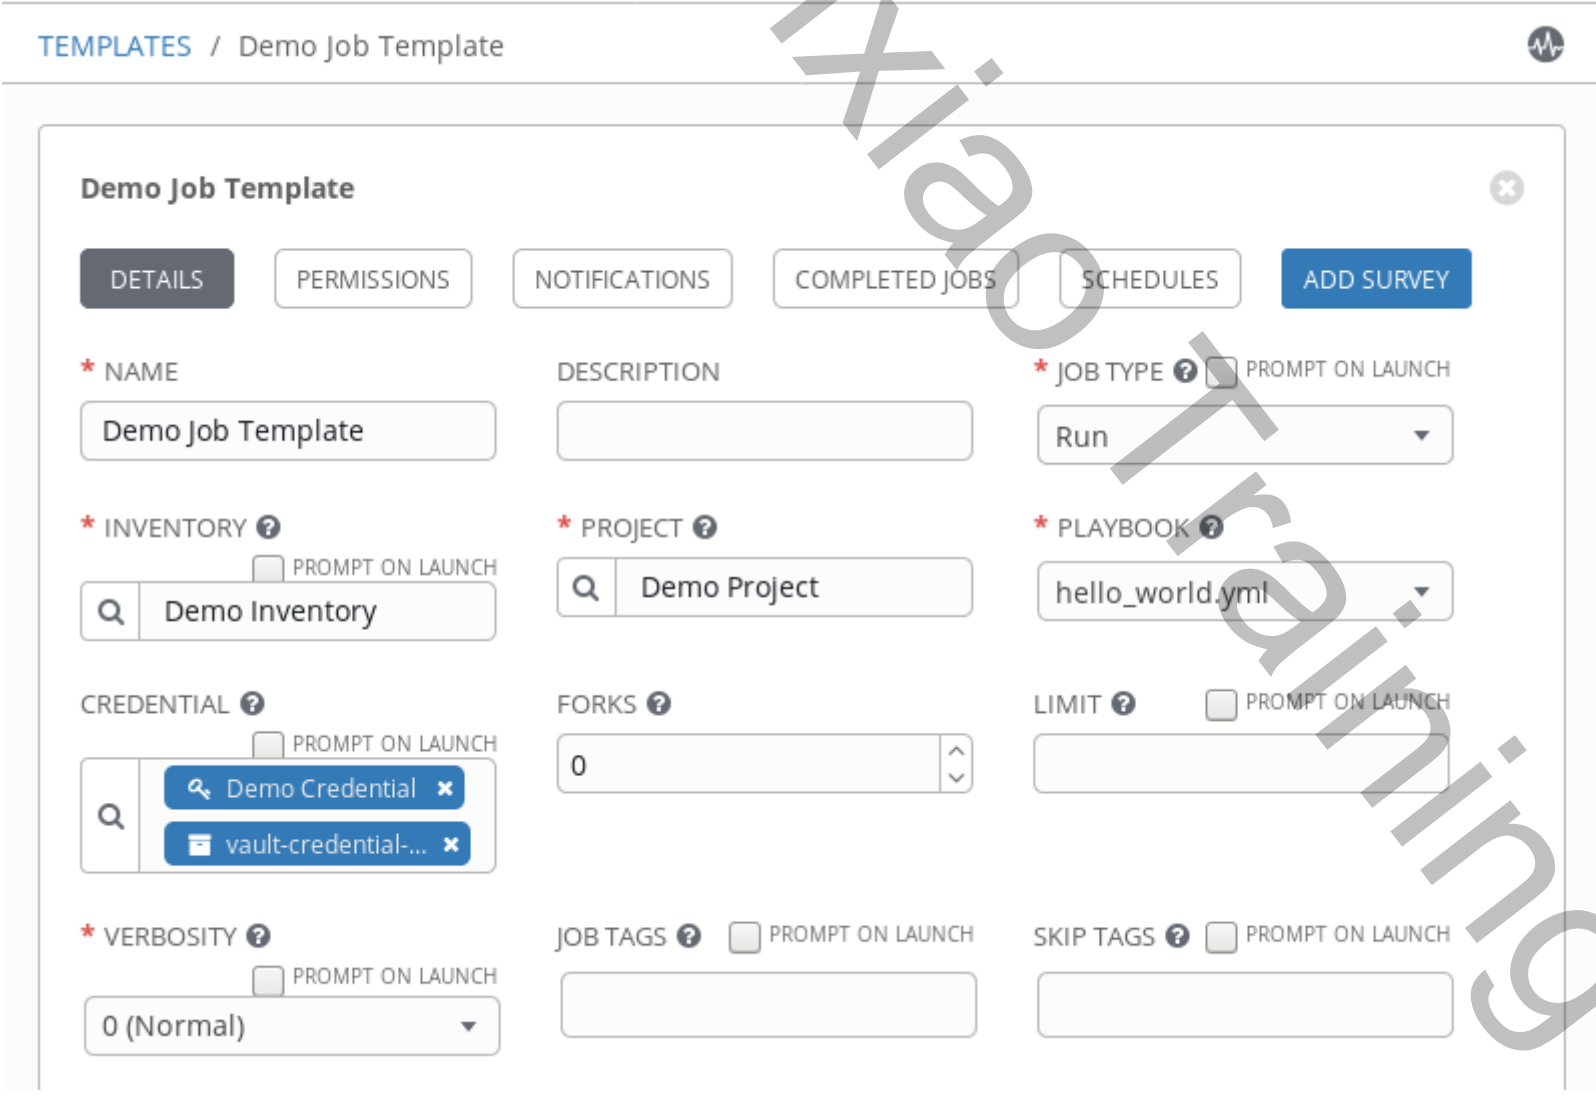 TEMPLATES / Demo Job Template
Demo Job Template
DETAILS PERMISSIONS NOTIFICATIONS COMPLETED JOBS SCHEDULES ADD SURVEY
* NAME DESCRIPTION * JOB TYPE PROMPT ON LAUNCH
Demo Job Template Run
* INVENTORY * PROJECT * PLAYBOOK
PROMPT ON LAUNCH
Demo Inventory Demo Project hello_world.yml
CREDENTIAL FORKS LIMIT PROMPT ON LAUNCH
PROMPT ON LAUNCH
Demo Credential
0
vault-credential-...
* VERBOSITY JOB TAGS PROMPT ON LAUNCH SKIP TAGS PROMPT ON LAUNCH
PROMPT ON LAUNCH
0 (Normal)
xiao Training